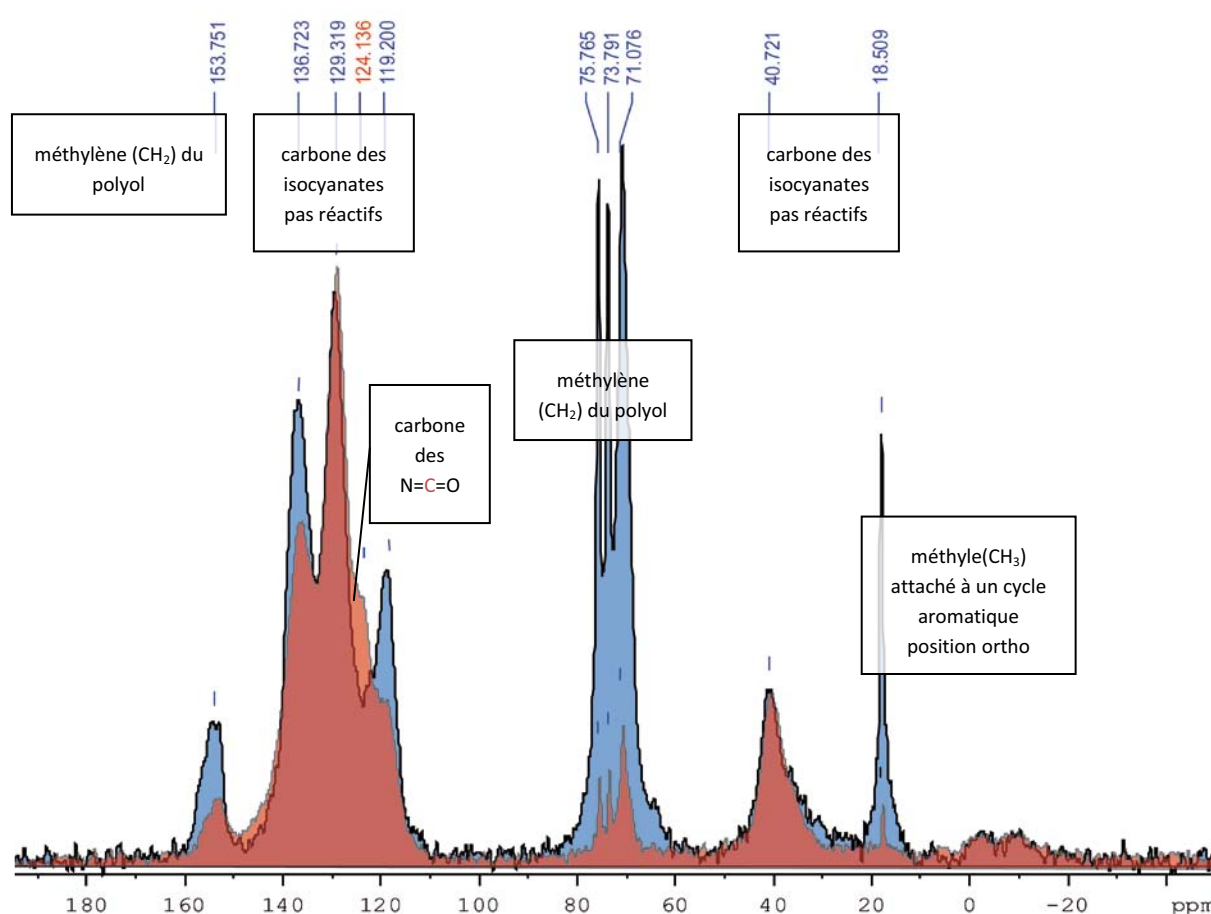 153.751
136.723
129.319
124.136
119.200
75.765
73.791
71.076
40.721
18.509
méthylène (CH₂) du
polyol
carbone des
isocyanates
pas réactifs
carbone des
isocyanates
pas réactifs
méthylène
(CH₂) du polyol
carbone
des
N=C=O
méthyle(CH₃)
attaché à un cycle
aromatique
position ortho
180 160 140 120 100 80 60 40 20 0 -20 ppm